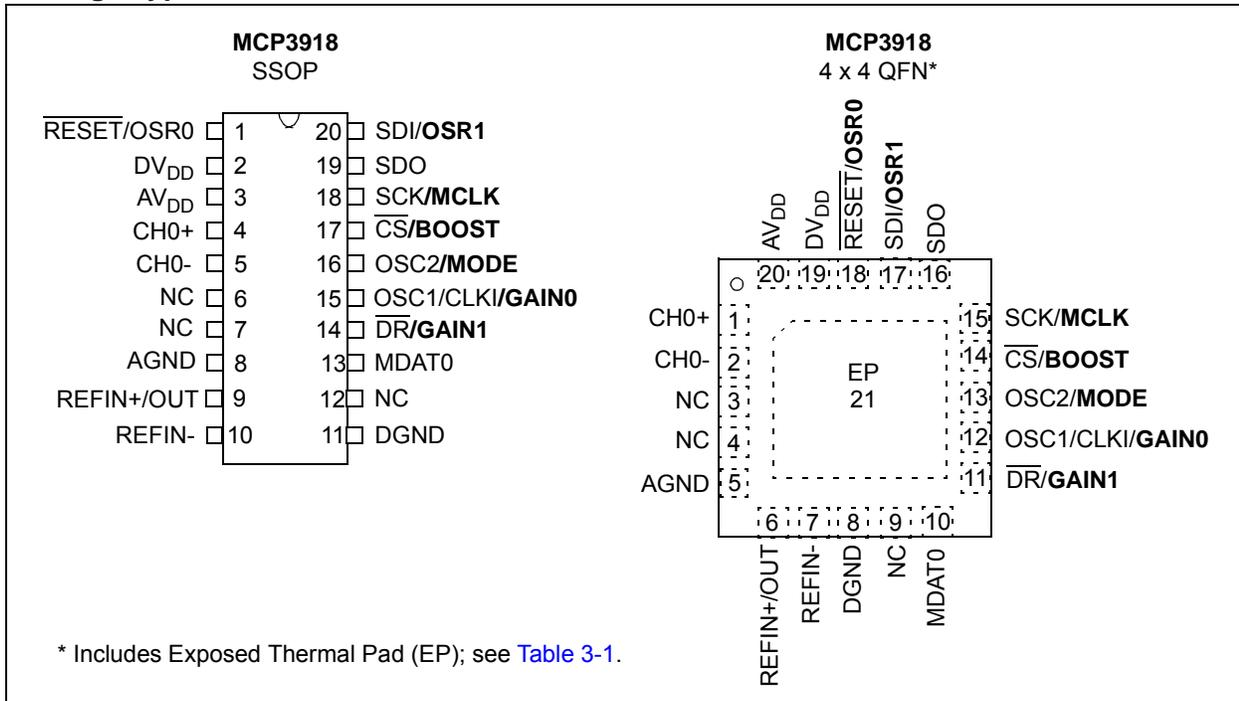 MCP3918
SSOP
RESET/OSR0 1
DVDD 2
AVDD 3
CH0+ 4
CH0- 5
NC 6
NC 7
AGND 8
REFIN+/OUT 9
REFIN- 10
20 SDI/OSR1
19 SDO
18 SCK/MCLK
17 CS/BOOST
16 OSC2/MODE
15 OSC1/CLKI/GAIN0
14 DR/GAIN1
13 MDAT0
12 NC
11 DGND
MCP3918
4 x 4 QFN*
AVDD
DVDD
RESET/OSR0
SDI/OSR1
SDO
20 19 18 17 16
CH0+ 1
CH0- 2
NC 3
NC 4
AGND 5
EP
21
15 SCK/MCLK
14 CS/BOOST
13 OSC2/MODE
12 OSC1/CLKI/GAIN0
11 DR/GAIN1
6 7 8 9 10
REFIN+/OUT
REFIN-
DGND
NC
MDAT0
* Includes Exposed Thermal Pad (EP); see Table 3-1.